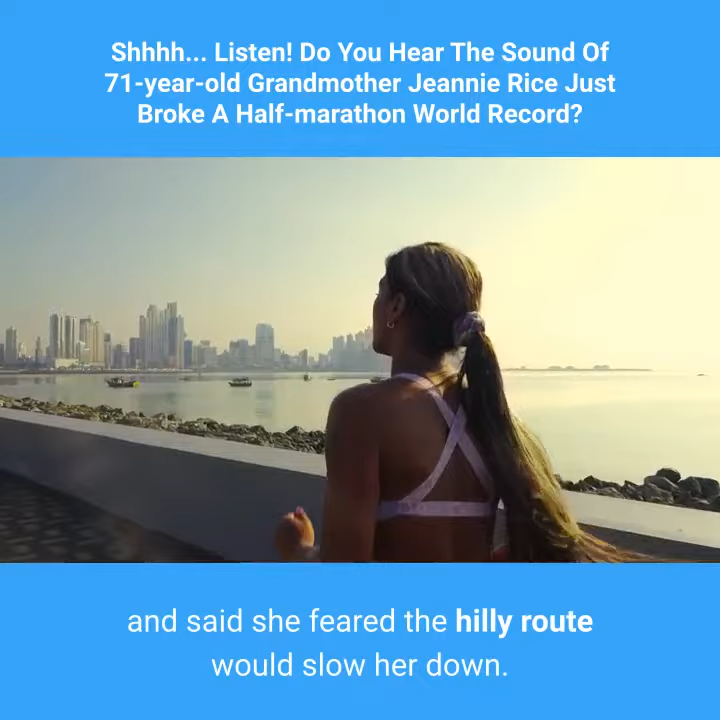 Shhhh... Listen! Do You Hear The Sound Of
71-year-old Grandmother Jeannie Rice Just
Broke A Half-marathon World Record?
and said she feared the hilly route
would slow her down.